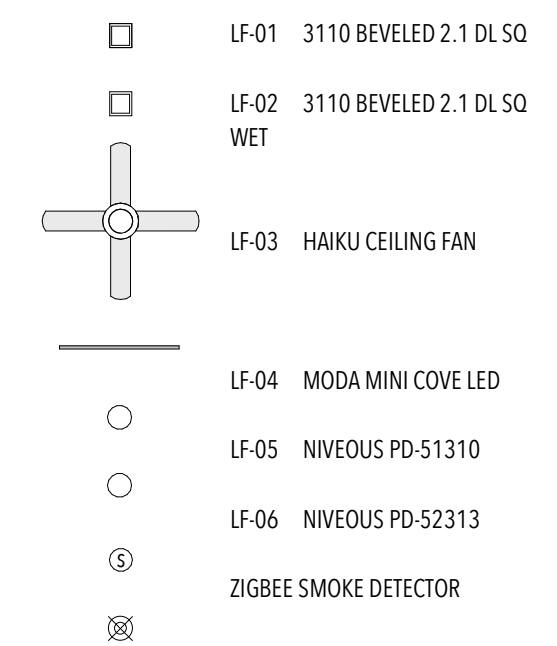 LF-01 3110 BEVELED 2.1 DL SQ
LF-02 3110 BEVELED 2.1 DL SQ
WET
LF-03 HAIKU CEILING FAN
LF-04 MODA MINI COVE LED
LF-05 NIVEOUS PD-51310
LF-06 NIVEOUS PD-52313
S
ZIGBEE SMOKE DETECTOR